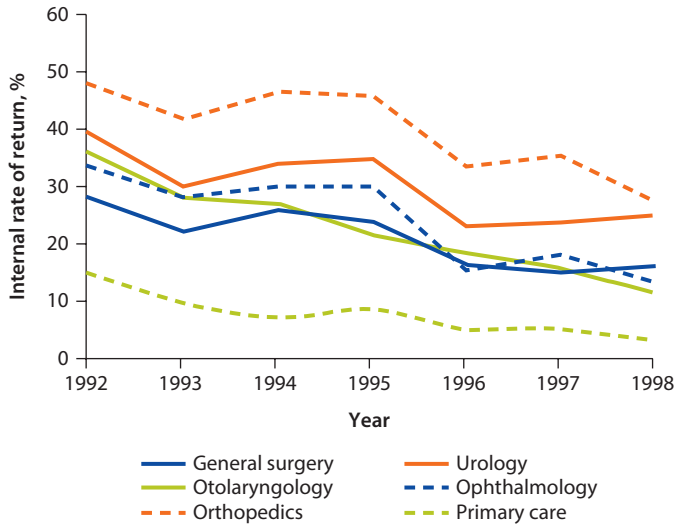 60
50
40
30
20
10
0
Internal rate of return, %
1992 1993 1994 1995 1996 1997 1998
Year
General surgery Urology
Otolaryngology Ophthalmology
Orthopedics Primary care